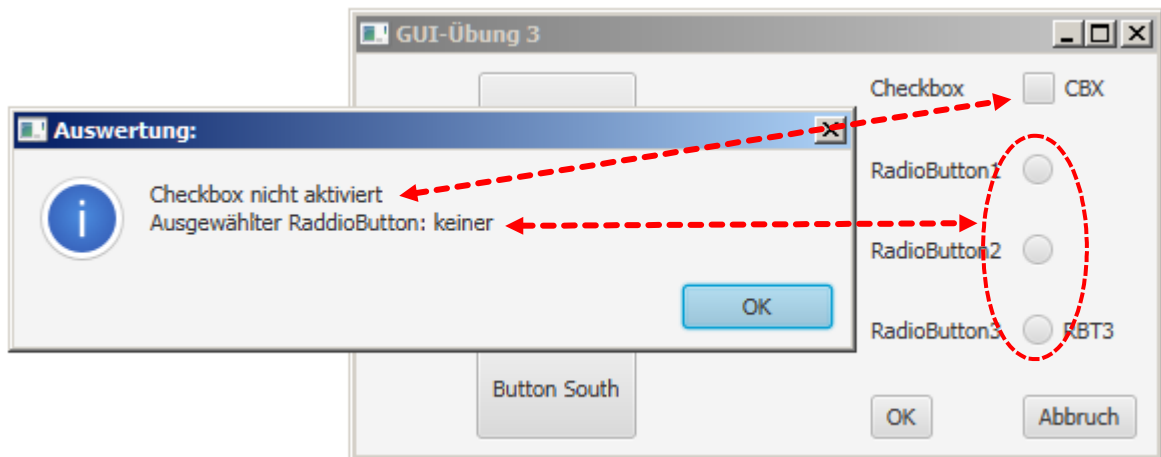 GUI-Übung 3
Checkbox CBX
Auswertung:
RadioButton1
Checkbox nicht aktiviert
Ausgewählter RaddioButton: keiner
RadioButton2
OK
RadioButton3 RBT3
Button South
OK Abbruch